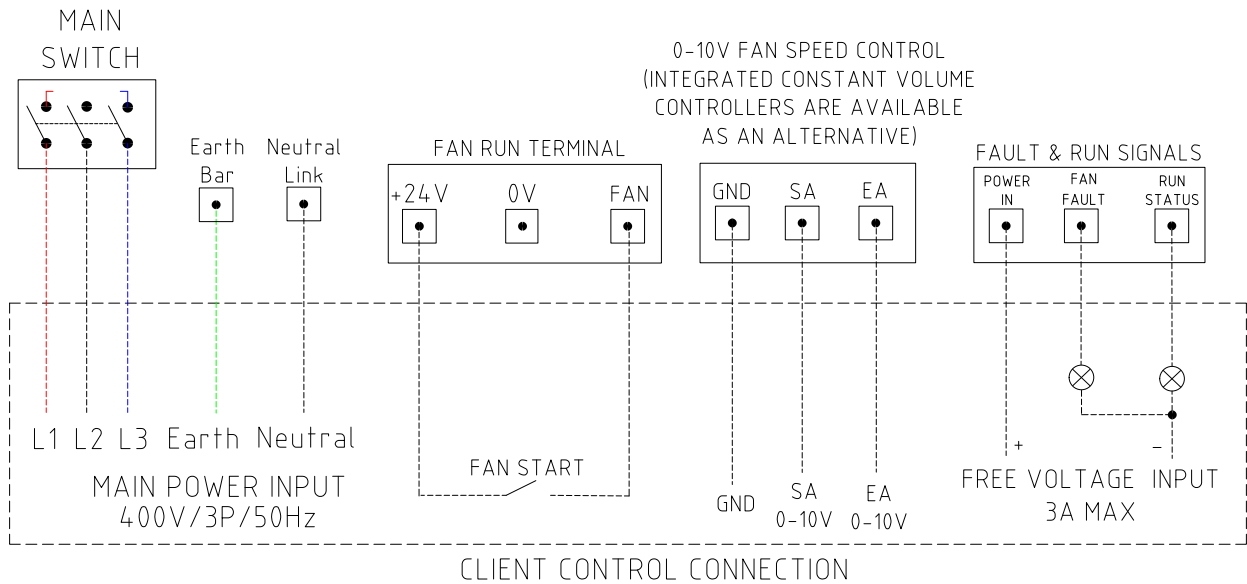 MAIN
SWITCH
0-10V FAN SPEED CONTROL
(INTEGRATED CONSTANT VOLUME
CONTROLLERS ARE AVAILABLE
AS AN ALTERNATIVE)
Earth
Bar
Neutral
Link
FAN RUN TERMINAL
+24V
0V
FAN
GND
SA
EA
FAULT & RUN SIGNALS
POWER
IN
FAN
FAULT
RUN
STATUS
L1
L2
L3
Earth
Neutral
MAIN POWER INPUT
400V/3P/50Hz
FAN START
GND
SA
0-10V
EA
0-10V
+
-
FREE VOLTAGE INPUT
3A MAX
CLIENT CONTROL CONNECTION